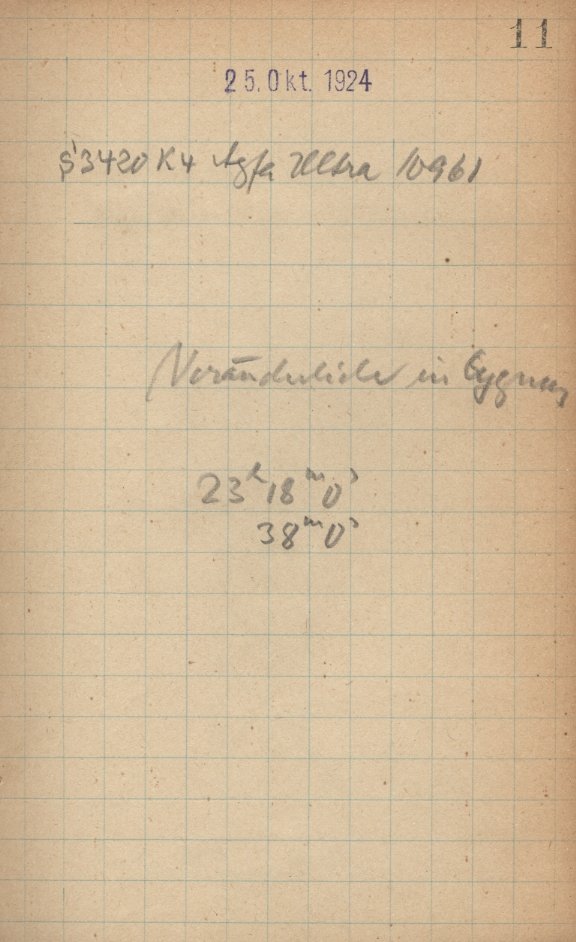 11
25. Okt. 1924
S 3420 K4 Agfa Ultra 10961
Veränderliche in Cygnus
23h 18m 0s
38m 0s